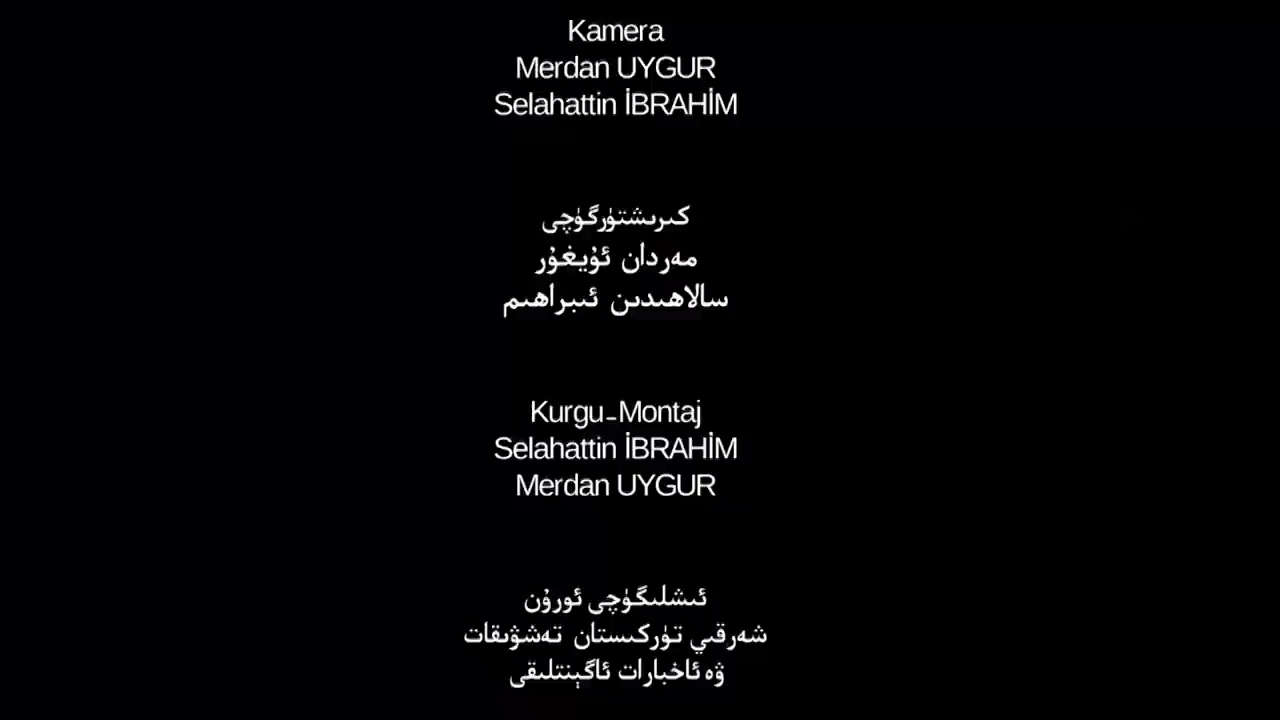 Kamera
Merdan UYGUR
Selahattin İBRAHİM
كىرىشتۈرگۈچى
مەردان ئۇيغۇر
سالاھىدىن ئىبراھىم
Kurgu-Montaj
Selahattin İBRAHİM
Merdan UYGUR
ئىشلىگۈچى ئورۇن
شەرقىي تۈركىستان تەشۋىقات
ۋە ئاخبارات ئاگېنتلىقى